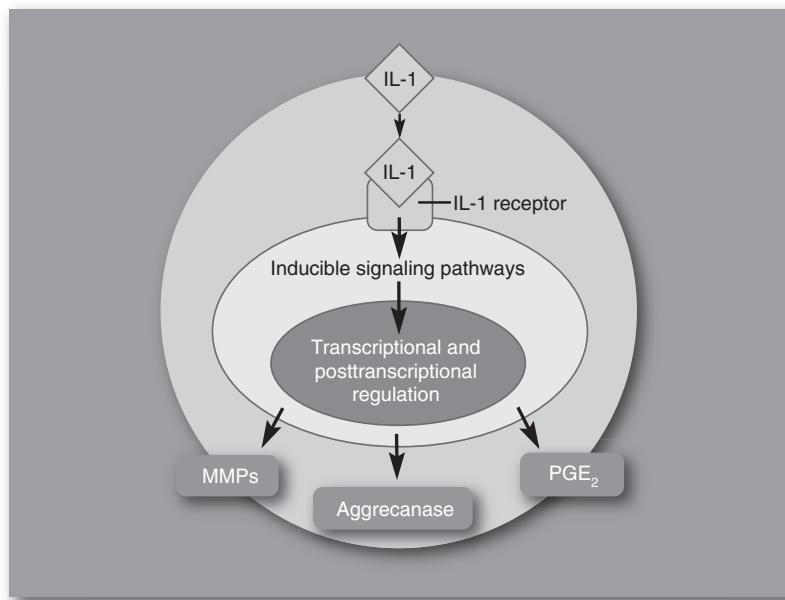 IL-1
IL-1
IL-1 receptor
Inducible signaling pathways
Transcriptional and
posttranscriptional
regulation
MMPs
Aggrecanase
PGE₂